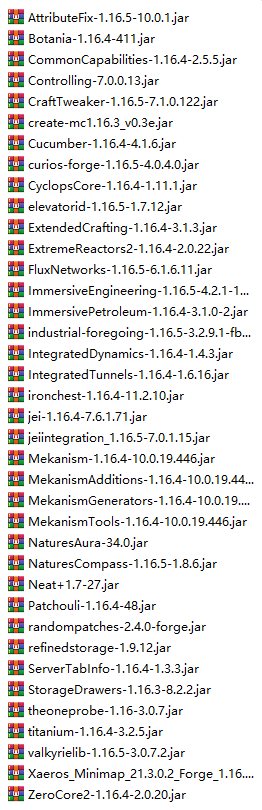 AttributeFix-1.16.5-10.0.1.jar
Botania-1.16.4-411.jar
CommonCapabilities-1.16.4-2.5.5.jar
Controlling-7.0.0.13.jar
CraftTweaker-1.16.5-7.1.0.122.jar
create-mc1.16.3_v0.3e.jar
Cucumber-1.16.4-4.1.6.jar
curios-forge-1.16.5-4.0.4.0.jar
CyclopsCore-1.16.4-1.11.1.jar
elevatorid-1.16.5-1.7.12.jar
ExtendedCrafting-1.16.4-3.1.3.jar
ExtremeReactors2-1.16.4-2.0.22.jar
FluxNetworks-1.16.5-6.1.6.11.jar
ImmersiveEngineering-1.16.5-4.2.1-1...
ImmersivePetroleum-1.16.4-3.1.0-2.jar
industrial-foregoing-1.16.5-3.2.9.1-fb...
IntegratedDynamics-1.16.4-1.4.3.jar
IntegratedTunnels-1.16.4-1.6.16.jar
ironchest-1.16.4-11.2.10.jar
jei-1.16.4-7.6.1.71.jar
jeiintegration_1.16.5-7.0.1.15.jar
Mekanism-1.16.4-10.0.19.446.jar
MekanismAdditions-1.16.4-10.0.19.44...
MekanismGenerators-1.16.4-10.0.19....
MekanismTools-1.16.4-10.0.19.446.jar
NaturesAura-34.0.jar
NaturesCompass-1.16.5-1.8.6.jar
Neat+1.7-27.jar
Patchouli-1.16.4-48.jar
randompatches-2.4.0-forge.jar
refinedstorage-1.9.12.jar
ServerTabInfo-1.16.4-1.3.3.jar
StorageDrawers-1.16.3-8.2.2.jar
theoneprobe-1.16-3.0.7.jar
titanium-1.16.4-3.2.5.jar
valkyrielib-1.16.5-3.0.7.2.jar
Xaeros_Minimap_21.3.0.2_Forge_1.16....
ZeroCore2-1.16.4-2.0.20.jar